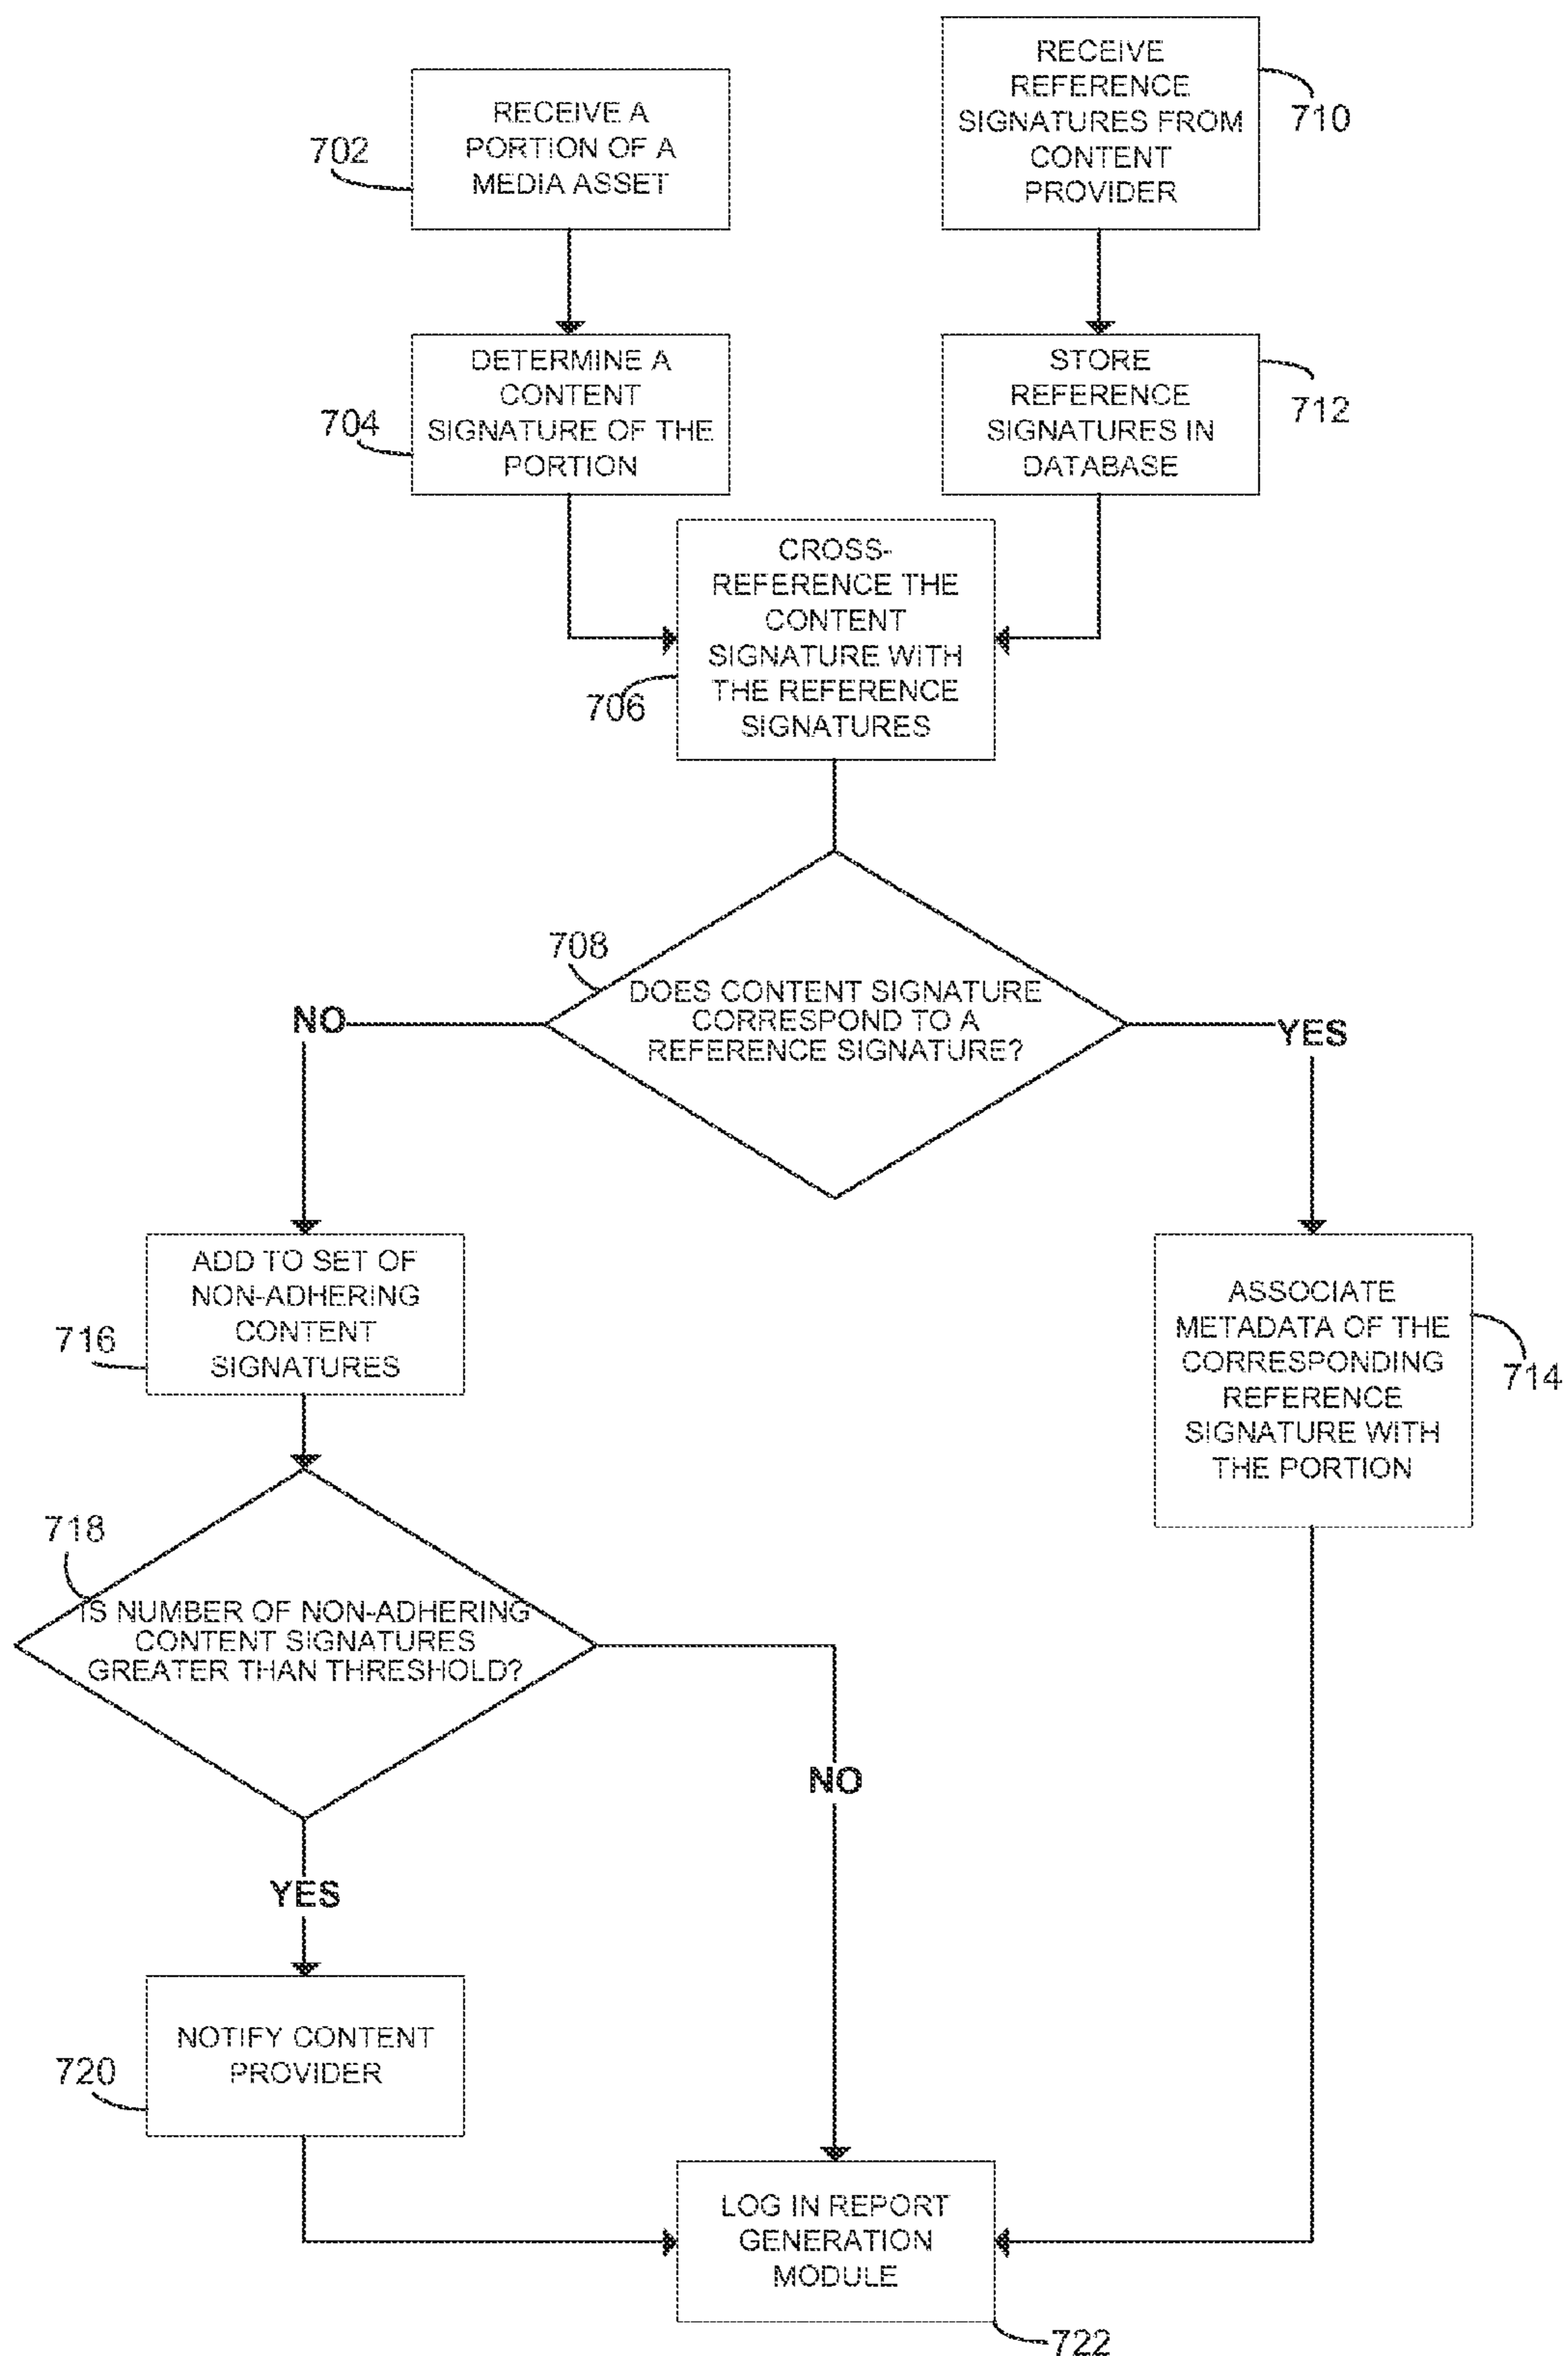 RECEIVE A
PORTION OF A
MEDIA ASSET
702
RECEIVE
REFERENCE
SIGNATURES FROM
CONTENT
PROVIDER
710
DETERMINE A
CONTENT
SIGNATURE OF THE
PORTION
704
STORE
REFERENCE
SIGNATURES IN
DATABASE
712
CROSS-
REFERENCE THE
CONTENT
SIGNATURE WITH
THE REFERENCE
SIGNATURES
706
708
DOES CONTENT SIGNATURE
CORRESPOND TO A
REFERENCE SIGNATURE?
NO
YES
ADD TO SET OF
NON-ADHERING
CONTENT
SIGNATURES
716
ASSOCIATE
METADATA OF THE
CORRESPONDING
REFERENCE
SIGNATURE WITH
THE PORTION
714
718
IS NUMBER OF NON-ADHERING
CONTENT SIGNATURES
GREATER THAN THRESHOLD?
NO
YES
NOTIFY CONTENT
PROVIDER
720
LOG IN REPORT
GENERATION
MODULE
722